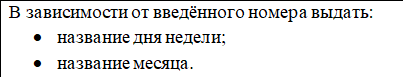 В зависимости от введённого номера выдать:
• название дня недели;
• название месяца.